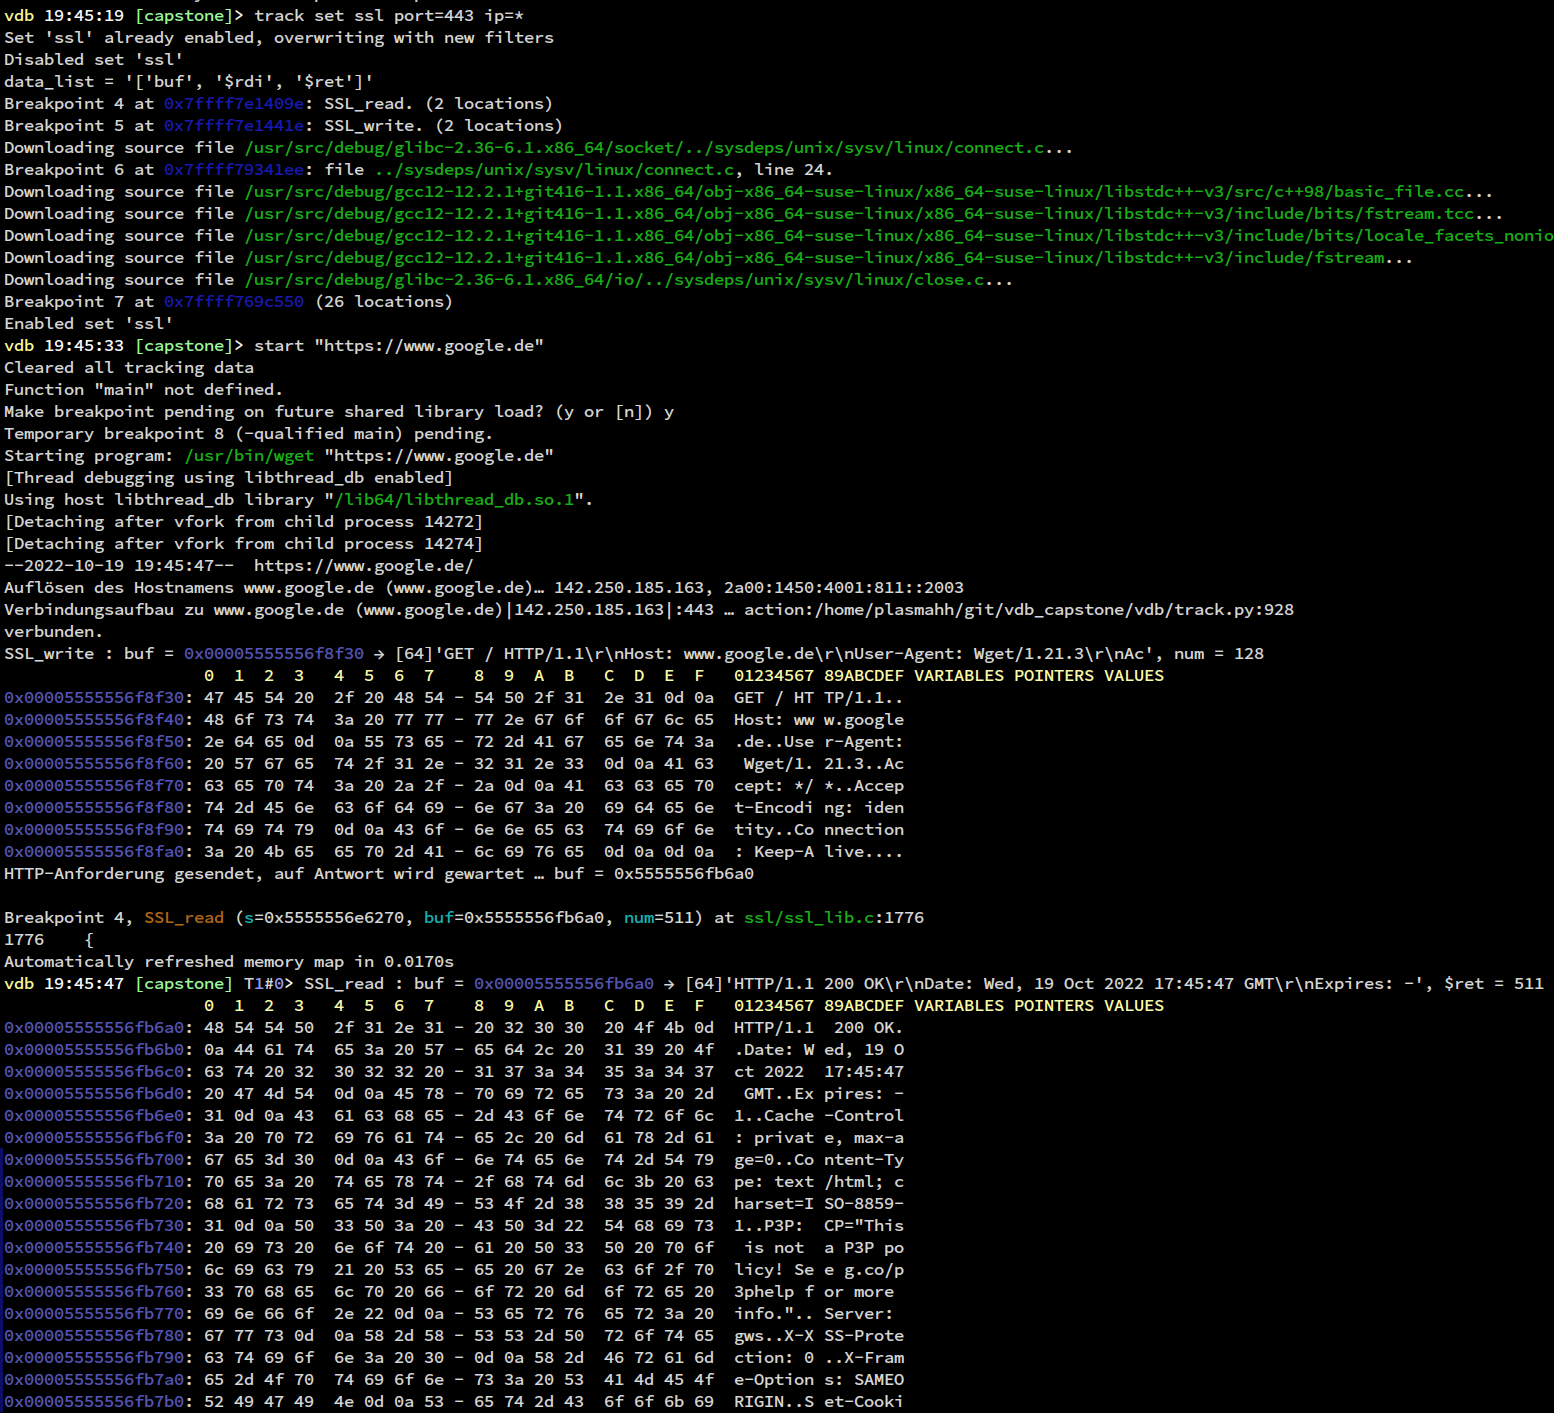 vdb 19:45:19 [capstone]> track set ssl port=443 ip=*
Set 'ssl' already enabled, overwriting with new filters
Disabled set 'ssl'
data_list = '['buf', '$rdi', '$ret']'
Breakpoint 4 at 0x7ffff7e1409e: SSL_read. (2 locations)
Breakpoint 5 at 0x7ffff7e1441e: SSL_write. (2 locations)
Downloading source file /usr/src/debug/glibc-2.36-6.1.x86_64/socket/../sysdeps/unix/sysv/linux/connect.c...
Breakpoint 6 at 0x7ffff79341ee: file ../sysdeps/unix/sysv/linux/connect.c, line 24.
Downloading source file /usr/src/debug/gcc12-12.2.1+git416-1.1.x86_64/obj-x86_64-suse-linux/x86_64-suse-linux/libstdc++-v3/src/c++98/basic_file.cc...
Downloading source file /usr/src/debug/gcc12-12.2.1+git416-1.1.x86_64/obj-x86_64-suse-linux/x86_64-suse-linux/libstdc++-v3/include/bits/fstream.tcc...
Downloading source file /usr/src/debug/gcc12-12.2.1+git416-1.1.x86_64/obj-x86_64-suse-linux/x86_64-suse-linux/libstdc++-v3/include/bits/locale_facets_nonio
Downloading source file /usr/src/debug/gcc12-12.2.1+git416-1.1.x86_64/obj-x86_64-suse-linux/x86_64-suse-linux/libstdc++-v3/include/fstream...
Downloading source file /usr/src/debug/glibc-2.36-6.1.x86_64/io/../sysdeps/unix/sysv/linux/close.c...
Breakpoint 7 at 0x7ffff769c550 (26 locations)
Enabled set 'ssl'
vdb 19:45:33 [capstone]> start "https://www.google.de"
Cleared all tracking data
Function "main" not defined.
Make breakpoint pending on future shared library load? (y or [n]) y
Temporary breakpoint 8 (-qualified main) pending.
Starting program: /usr/bin/wget "https://www.google.de"
[Thread debugging using libthread_db enabled]
Using host libthread_db library "/lib64/libthread_db.so.1".
[Detaching after vfork from child process 14272]
[Detaching after vfork from child process 14274]
--2022-10-19 19:45:47--  https://www.google.de/
Auflösen des Hostnamens www.google.de (www.google.de)… 142.250.185.163, 2a00:1450:4001:811::2003
Verbindungsaufbau zu www.google.de (www.google.de)|142.250.185.163|:443 … action:/home/plasmahh/git/vdb_capstone/vdb/track.py:928
verbunden.
SSL_write : buf = 0x00005555556f8f30 → [64]'GET / HTTP/1.1\r\nHost: www.google.de\r\nUser-Agent: Wget/1.21.3\r\nAc', num = 128
0  1  2  3   4  5  6  7    8  9  A  B   C  D  E  F   01234567 89ABCDEF VARIABLES POINTERS VALUES
0x00005555556f8f30: 47 45 54 20  2f 20 48 54 - 54 50 2f 31  2e 31 0d 0a  GET / HT TP/1.1..
0x00005555556f8f40: 48 6f 73 74  3a 20 77 77 - 77 2e 67 6f  6f 67 6c 65  Host: ww w.google
0x00005555556f8f50: 2e 64 65 0d  0a 55 73 65 - 72 2d 41 67  65 6e 74 3a  .de..Use r-Agent:
0x00005555556f8f60: 20 57 67 65  74 2f 31 2e - 32 31 2e 33  0d 0a 41 63   Wget/1. 21.3..Ac
0x00005555556f8f70: 63 65 70 74  3a 20 2a 2f - 2a 0d 0a 41  63 63 65 70  cept: */ *..Accep
0x00005555556f8f80: 74 2d 45 6e  63 6f 64 69 - 6e 67 3a 20  69 64 65 6e  t-Encodi ng: iden
0x00005555556f8f90: 74 69 74 79  0d 0a 43 6f - 6e 6e 65 63  74 69 6f 6e  tity..Co nnection
0x00005555556f8fa0: 3a 20 4b 65  65 70 2d 41 - 6c 69 76 65  0d 0a 0d 0a  : Keep-A live....
HTTP-Anforderung gesendet, auf Antwort wird gewartet … buf = 0x5555556fb6a0
Breakpoint 4, SSL_read (s=0x5555556e6270, buf=0x5555556fb6a0, num=511) at ssl/ssl_lib.c:1776
1776    {
Automatically refreshed memory map in 0.0170s
vdb 19:45:47 [capstone] T1#0> SSL_read : buf = 0x00005555556fb6a0 → [64]'HTTP/1.1 200 OK\r\nDate: Wed, 19 Oct 2022 17:45:47 GMT\r\nExpires: -', $ret = 511
0  1  2  3   4  5  6  7    8  9  A  B   C  D  E  F   01234567 89ABCDEF VARIABLES POINTERS VALUES
0x00005555556fb6a0: 48 54 54 50  2f 31 2e 31 - 20 32 30 30  20 4f 4b 0d  HTTP/1.1  200 OK.
0x00005555556fb6b0: 0a 44 61 74  65 3a 20 57 - 65 64 2c 20  31 39 20 4f  .Date: W ed, 19 O
0x00005555556fb6c0: 63 74 20 32  30 32 32 20 - 31 37 3a 34  35 3a 34 37  ct 2022  17:45:47
0x00005555556fb6d0: 20 47 4d 54  0d 0a 45 78 - 70 69 72 65  73 3a 20 2d   GMT..Ex pires: -
0x00005555556fb6e0: 31 0d 0a 43  61 63 68 65 - 2d 43 6f 6e  74 72 6f 6c  1..Cache -Control
0x00005555556fb6f0: 3a 20 70 72  69 76 61 74 - 65 2c 20 6d  61 78 2d 61  : privat e, max-a
0x00005555556fb700: 67 65 3d 30  0d 0a 43 6f - 6e 74 65 6e  74 2d 54 79  ge=0..Co ntent-Ty
0x00005555556fb710: 70 65 3a 20  74 65 78 74 - 2f 68 74 6d  6c 3b 20 63  pe: text /html; c
0x00005555556fb720: 68 61 72 73  65 74 3d 49 - 53 4f 2d 38  38 35 39 2d  harset=I SO-8859-
0x00005555556fb730: 31 0d 0a 50  33 50 3a 20 - 43 50 3d 22  54 68 69 73  1..P3P:  CP="This
0x00005555556fb740: 20 69 73 20  6e 6f 74 20 - 61 20 50 33  50 20 70 6f   is not  a P3P po
0x00005555556fb750: 6c 69 63 79  21 20 53 65 - 65 20 67 2e  63 6f 2f 70  licy! Se e g.co/p
0x00005555556fb760: 33 70 68 65  6c 70 20 66 - 6f 72 20 6d  6f 72 65 20  3phelp f or more
0x00005555556fb770: 69 6e 66 6f  2e 22 0d 0a - 53 65 72 76  65 72 3a 20  info.".. Server:
0x00005555556fb780: 67 77 73 0d  0a 58 2d 58 - 53 53 2d 50  72 6f 74 65  gws..X-X SS-Prote
0x00005555556fb790: 63 74 69 6f  6e 3a 20 30 - 0d 0a 58 2d  46 72 61 6d  ction: 0 ..X-Fram
0x00005555556fb7a0: 65 2d 4f 70  74 69 6f 6e - 73 3a 20 53  41 4d 45 4f  e-Option s: SAMEO
0x00005555556fb7b0: 52 49 47 49  4e 0d 0a 53 - 65 74 2d 43  6f 6f 6b 69  RIGIN..S et-Cooki